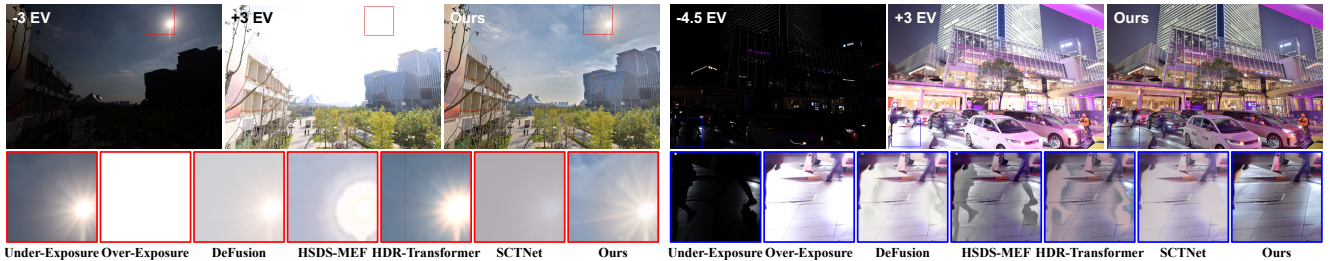 -3 EV +3 EV Ours -4.5 EV +3 EV Ours
Under-Exposure Over-Exposure DeFusion HSDS-MEF HDR-Transformer SCTNet Ours Under-Exposure Over-Exposure DeFusion HSDS-MEF HDR-Transformer SCTNet Ours